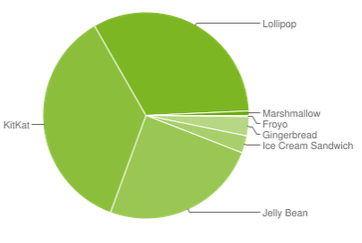 Lollipop
Marshmallow
Froyo
KitKat
Gingerbread
Ice Cream Sandwich
Jelly Bean